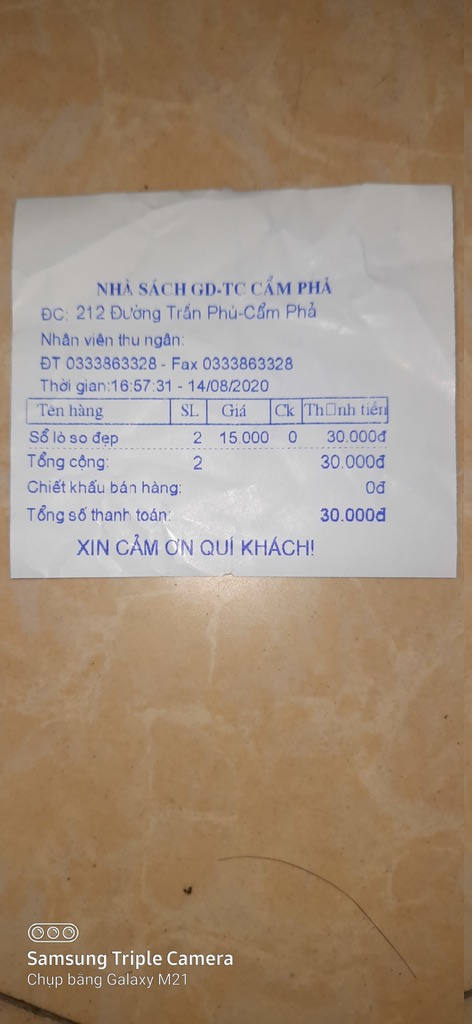 NHÀ SÁCH GD-TC CẨM PHẢ
ĐC: 212 Đường Trần Phú-Cẩm Phả
Nhân viên thu ngân:
ĐT 0333863328 - Fax 0333863328
Thời gian:16:57:31 - 14/08/2020
Tên hàng SL Giá Ck Th□nh tiền
Sổ lò so đẹp 2 15.000 0 30.000đ
Tổng cộng: 2 30.000đ
Chiết khấu bán hàng: 0đ
Tổng số thanh toán: 30.000đ
XIN CẢM ƠN QUÍ KHÁCH!
Samsung Triple Camera
Chụp bằng Galaxy M21